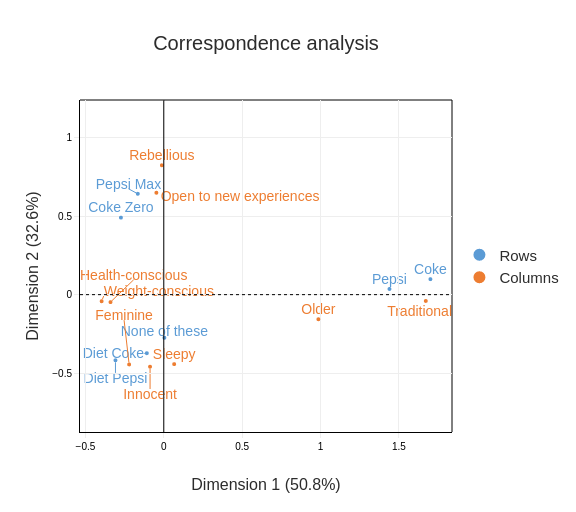 Correspondence analysis
Rebellious
Pepsi Max
Open to new experiences
Coke Zero
Coke
Pepsi
Health-conscious
Weight-conscious
Older
Traditional
Feminine
None of these
Diet Coke
Sleepy
Diet Pepsi
Innocent
1
0.5
0
−0.5
−0.5
0
0.5
1
1.5
Dimension 2 (32.6%)
Dimension 1 (50.8%)
Rows
Columns